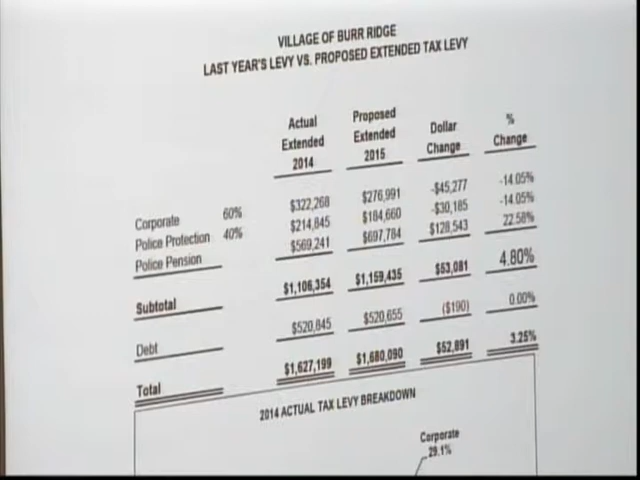 VILLAGE OF BURR RIDGE
LAST YEAR'S LEVY VS. PROPOSED EXTENDED TAX LEVY
Actual Extended 2014 Proposed Extended 2015 Dollar Change % Change
Corporate 60% $322,268 $276,991 -$45,277 -14.05%
Police Protection 40% $214,845 $184,660 -$30,185 -14.05%
Police Pension $569,241 $697,784 $128,543 22.58%
Subtotal $1,106,354 $1,159,435 $53,081 4.80%
Debt $520,845 $520,655 ($190) 0.00%
Total $1,627,199 $1,680,090 $52,891 3.25%
2014 ACTUAL TAX LEVY BREAKDOWN
Corporate
29.1%